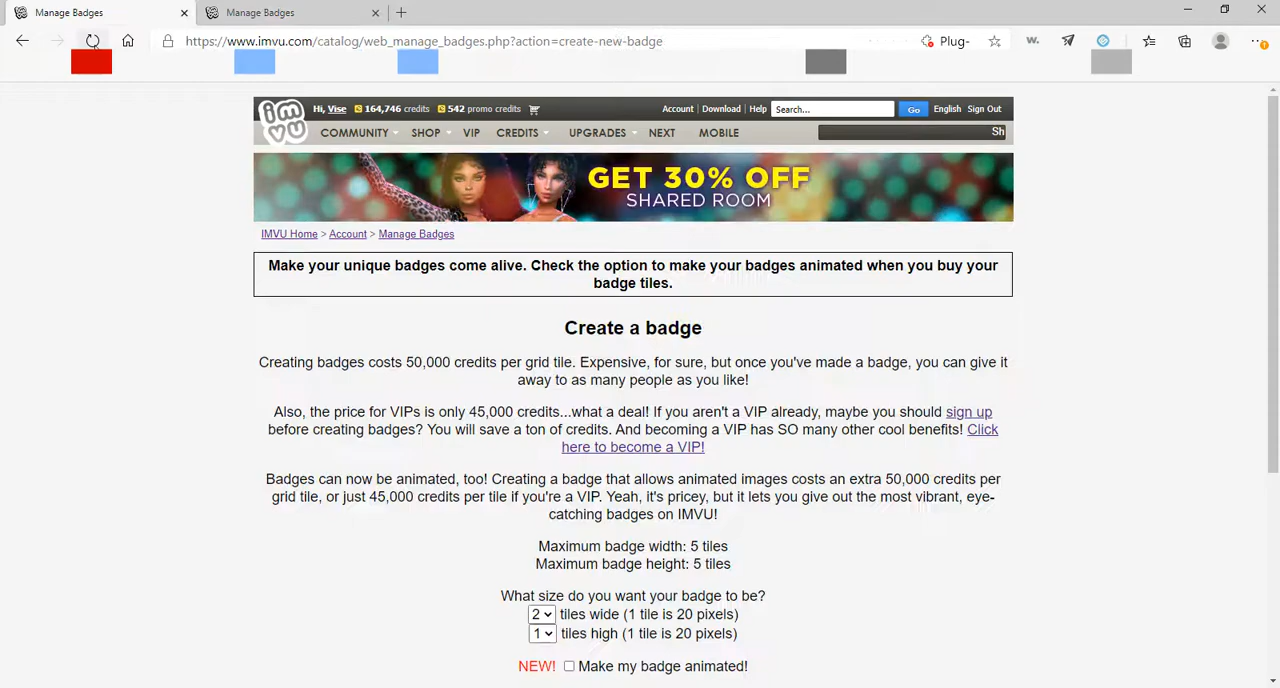 Manage Badges
Manage Badges
https://www.imvu.com/catalog/web_manage_badges.php?action=create-new-badge
Plug-
w.
imvu
Hi, Vise 164,746 credits 542 promo credits
Account Download Help Search... Go English Sign Out
COMMUNITY SHOP VIP CREDITS UPGRADES NEXT MOBILE
Sh
GET 30% OFF
SHARED ROOM
IMVU Home > Account > Manage Badges
Make your unique badges come alive. Check the option to make your badges animated when you buy your
badge tiles.
Create a badge
Creating badges costs 50,000 credits per grid tile. Expensive, for sure, but once you've made a badge, you can give it
away to as many people as you like!
Also, the price for VIPs is only 45,000 credits...what a deal! If you aren't a VIP already, maybe you should sign up
before creating badges? You will save a ton of credits. And becoming a VIP has SO many other cool benefits! Click
here to become a VIP!
Badges can now be animated, too! Creating a badge that allows animated images costs an extra 50,000 credits per
grid tile, or just 45,000 credits per tile if you're a VIP. Yeah, it's pricey, but it lets you give out the most vibrant, eye-
catching badges on IMVU!
Maximum badge width: 5 tiles
Maximum badge height: 5 tiles
What size do you want your badge to be?
2 tiles wide (1 tile is 20 pixels)
1 tiles high (1 tile is 20 pixels)
NEW! Make my badge animated!